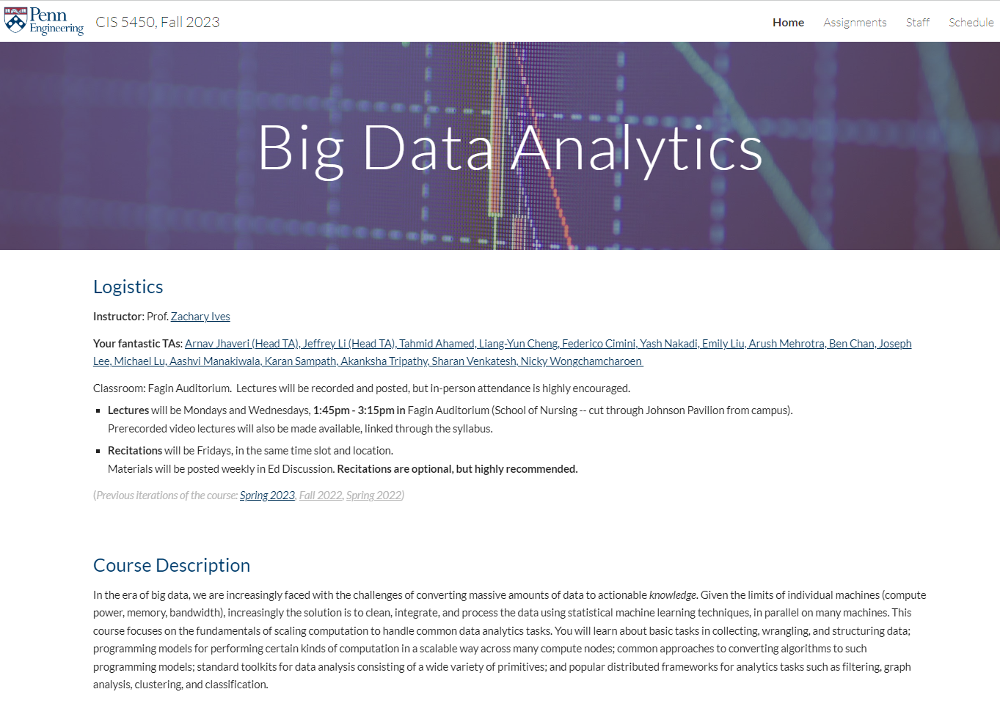 Penn
Engineering
CIS 5450, Fall 2023
Home
Assignments
Staff
Schedule
Big Data Analytics
Logistics
Instructor: Prof. Zachary Ives
Your fantastic TAs: Arnav Jhaveri (Head TA), Jeffrey Li (Head TA), Tahmid Ahamed, Liang-Yun Cheng, Federico Cimini, Yash Nakadi, Emily Liu, Arush Mehrotra, Ben Chan, Joseph
Lee, Michael Lu, Aashvi Manakiwala, Karan Sampath, Akanksha Tripathy, Sharan Venkatesh, Nicky Wongchamcharoen
Classroom: Fagin Auditorium.  Lectures will be recorded and posted, but in-person attendance is highly encouraged.
▪ Lectures will be Mondays and Wednesdays, 1:45pm - 3:15pm in Fagin Auditorium (School of Nursing -- cut through Johnson Pavilion from campus).
Prerecorded video lectures will also be made available, linked through the syllabus.
▪ Recitations will be Fridays, in the same time slot and location.
Materials will be posted weekly in Ed Discussion. Recitations are optional, but highly recommended.
(Previous iterations of the course: Spring 2023, Fall 2022, Spring 2022)
Course Description
In the era of big data, we are increasingly faced with the challenges of converting massive amounts of data to actionable knowledge. Given the limits of individual machines (compute
power, memory, bandwidth), increasingly the solution is to clean, integrate, and process the data using statistical machine learning techniques, in parallel on many machines. This
course focuses on the fundamentals of scaling computation to handle common data analytics tasks. You will learn about basic tasks in collecting, wrangling, and structuring data;
programming models for performing certain kinds of computation in a scalable way across many compute nodes; common approaches to converting algorithms to such
programming models; standard toolkits for data analysis consisting of a wide variety of primitives; and popular distributed frameworks for analytics tasks such as filtering, graph
analysis, clustering, and classification.